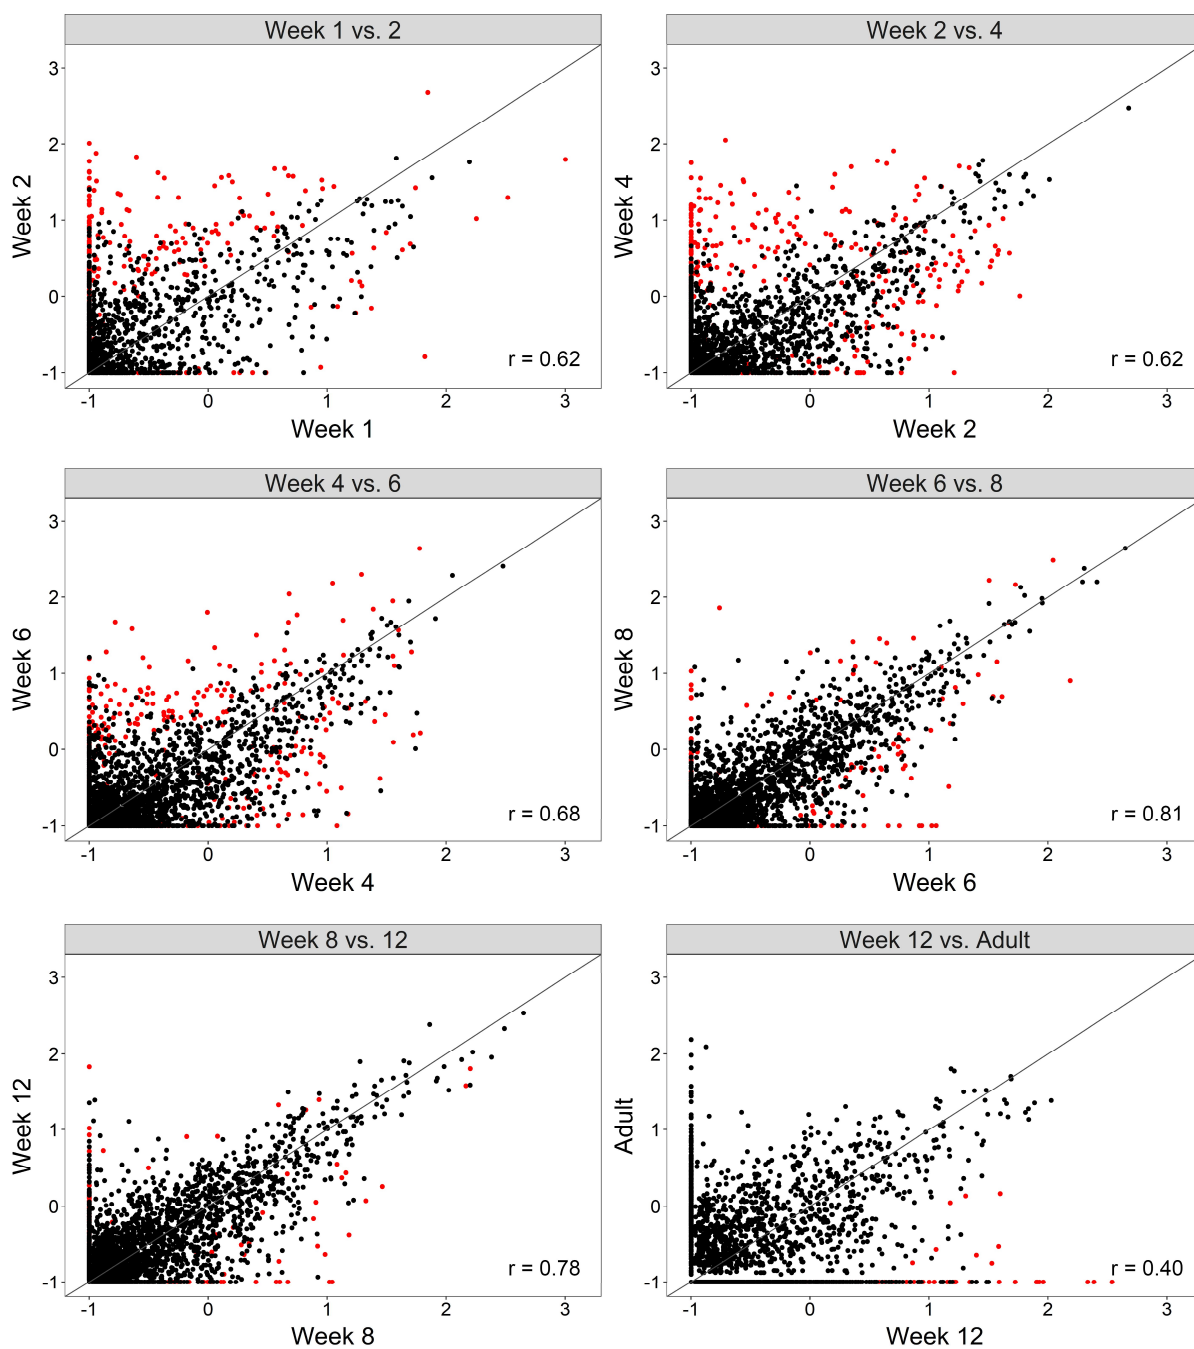 Week 1 vs. 2
Week 2 vs. 4
3
2
1
0
-1
Week 2
r = 0.62
-1 0 1 2 3
Week 1
3
2
1
0
-1
Week 4
r = 0.62
-1 0 1 2 3
Week 2
Week 4 vs. 6
Week 6 vs. 8
3
2
1
0
-1
Week 6
r = 0.68
-1 0 1 2 3
Week 4
3
2
1
0
-1
Week 8
r = 0.81
-1 0 1 2 3
Week 6
Week 8 vs. 12
Week 12 vs. Adult
3
2
1
0
-1
Week 12
r = 0.78
-1 0 1 2 3
Week 8
3
2
1
0
-1
Adult
r = 0.40
-1 0 1 2 3
Week 12